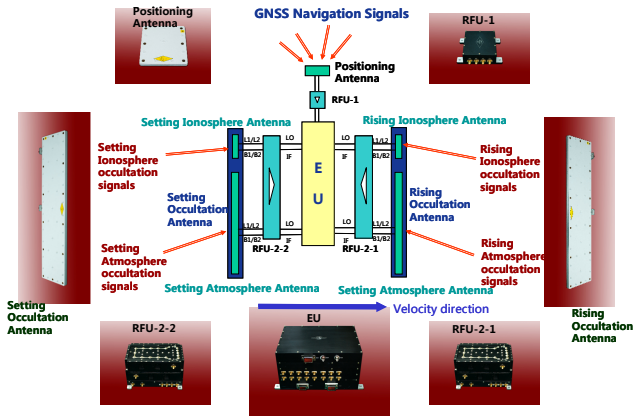 Positioning
Antenna
GNSS Navigation Signals
RFU-1
Positioning
Antenna
RFU-1
Setting Ionosphere Antenna
Rising Ionosphere Antenna
Setting
Ionosphere
occultation
signals
L1/L2
B1/B2
LO
IF
E
U
LO
IF
L1/L2
B1/B2
Rising
Ionosphere
occultation
signals
Setting
Occultation
Antenna
Rising
Occultation
Antenna
Setting
Atmosphere
occultation
signals
L1/L2
B1/B2
LO
IF
LO
IF
L1/L2
B1/B2
Rising
Atmosphere
occultation
signals
RFU-2-2
RFU-2-1
Setting Atmosphere Antenna
Setting Atmosphere Antenna
Velocity direction
Setting
Occultation
Antenna
Rising
Occultation
Antenna
RFU-2-2
EU
RFU-2-1